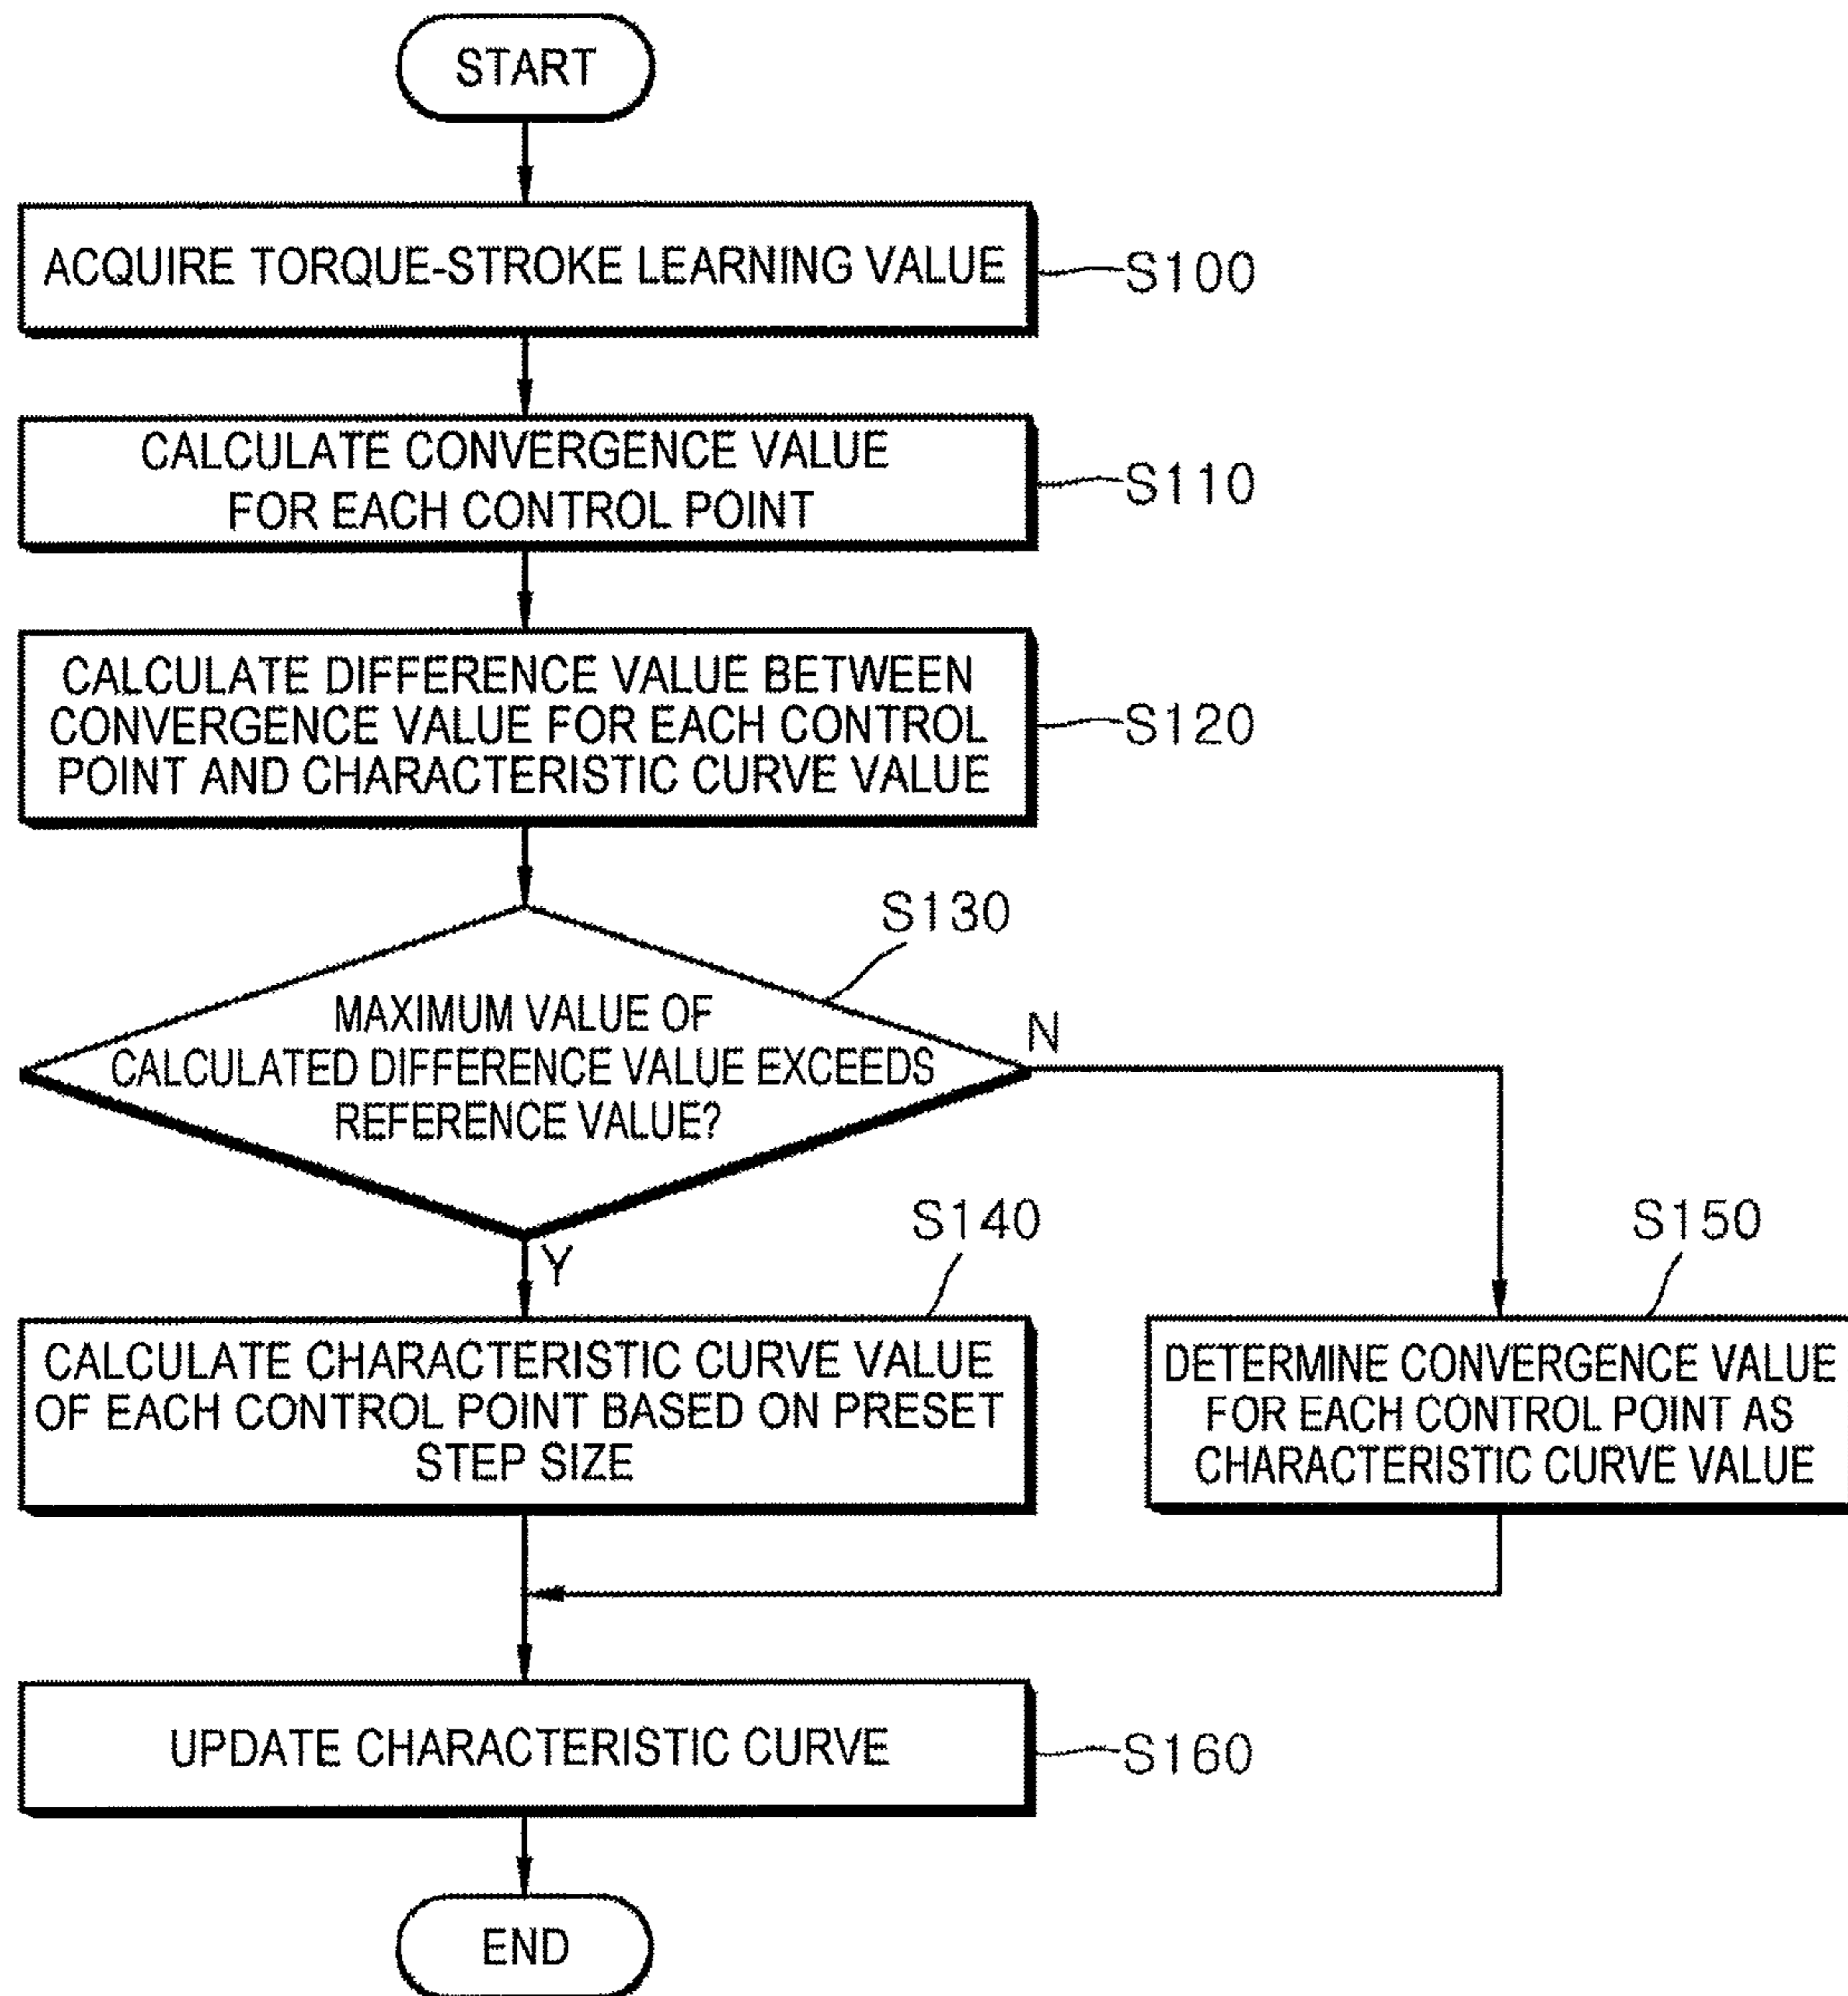 START
ACQUIRE TORQUE-STROKE LEARNING VALUE
S100
CALCULATE CONVERGENCE VALUE
FOR EACH CONTROL POINT
S110
CALCULATE DIFFERENCE VALUE BETWEEN
CONVERGENCE VALUE FOR EACH CONTROL
POINT AND CHARACTERISTIC CURVE VALUE
S120
S130
MAXIMUM VALUE OF
CALCULATED DIFFERENCE VALUE EXCEEDS
REFERENCE VALUE?
N
Y
S140
CALCULATE CHARACTERISTIC CURVE VALUE
OF EACH CONTROL POINT BASED ON PRESET
STEP SIZE
S150
DETERMINE CONVERGENCE VALUE
FOR EACH CONTROL POINT AS
CHARACTERISTIC CURVE VALUE
UPDATE CHARACTERISTIC CURVE
S160
END